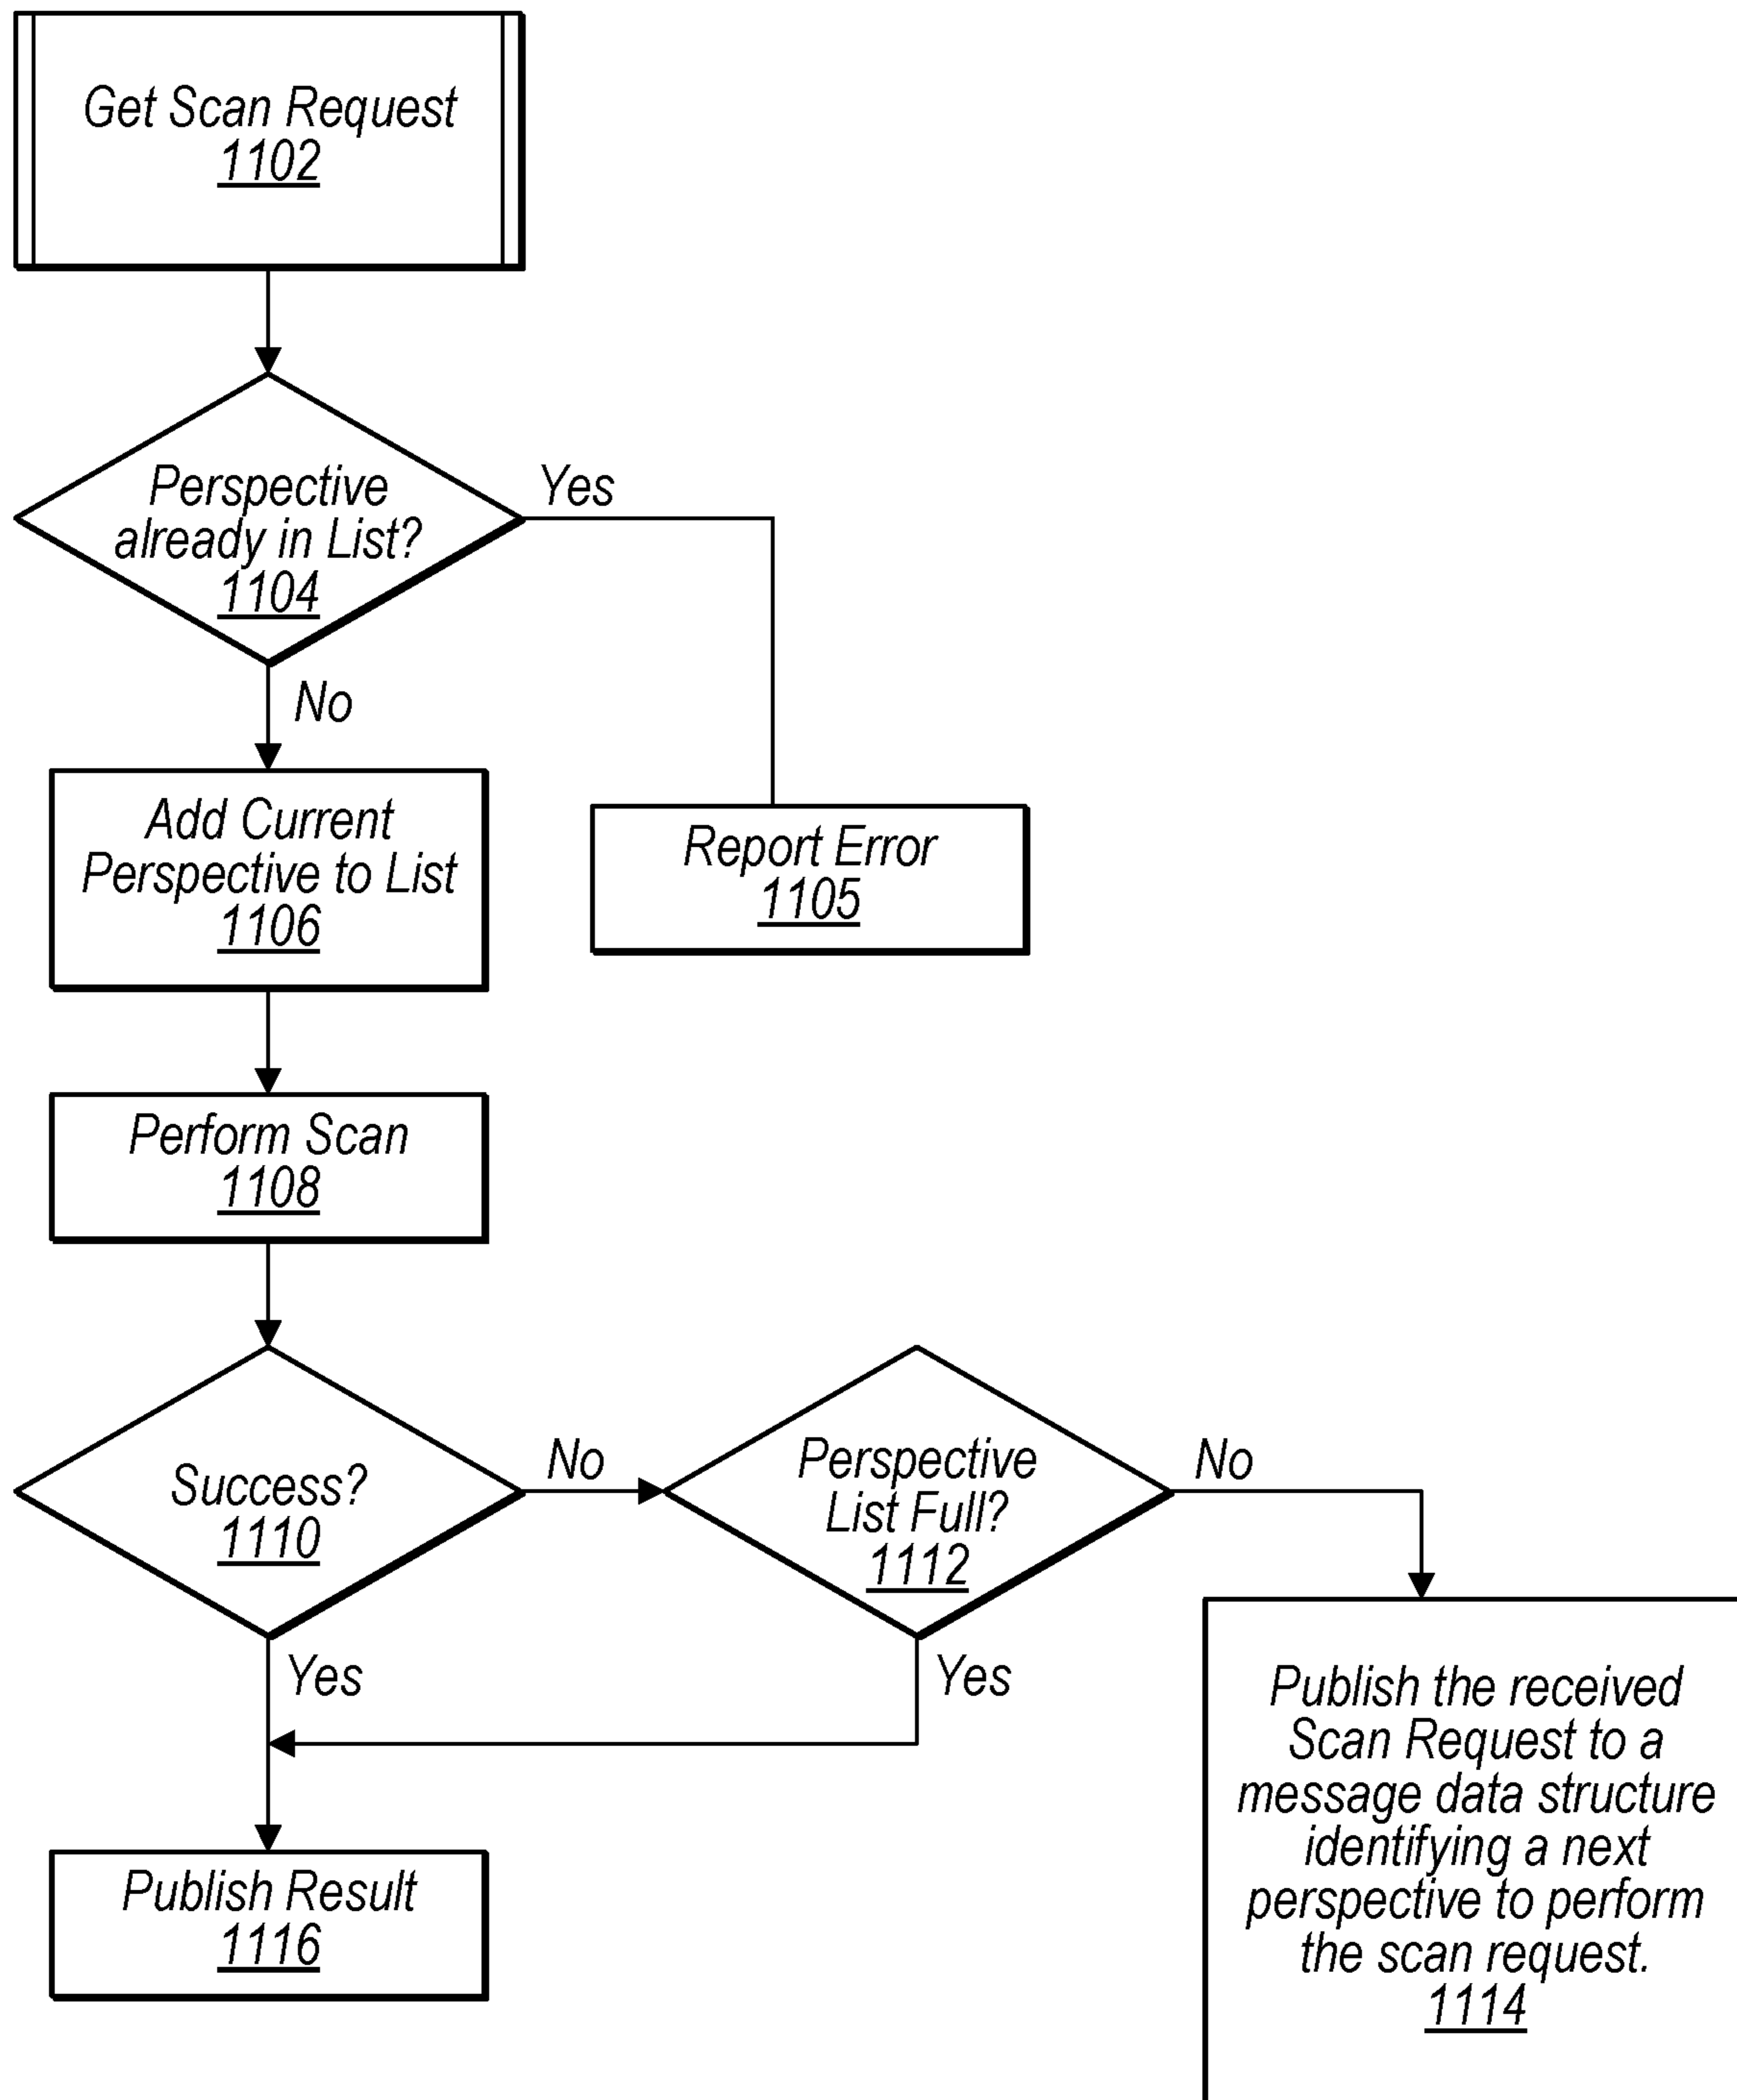 Get Scan Request
1102
Perspective
already in List?
1104
Yes
No
Add Current
Perspective to List
1106
Report Error
1105
Perform Scan
1108
Success?
1110
No
Perspective
List Full?
1112
No
Yes
Yes
Publish the received
Scan Request to a
message data structure
identifying a next
perspective to perform
the scan request.
1114
Publish Result
1116